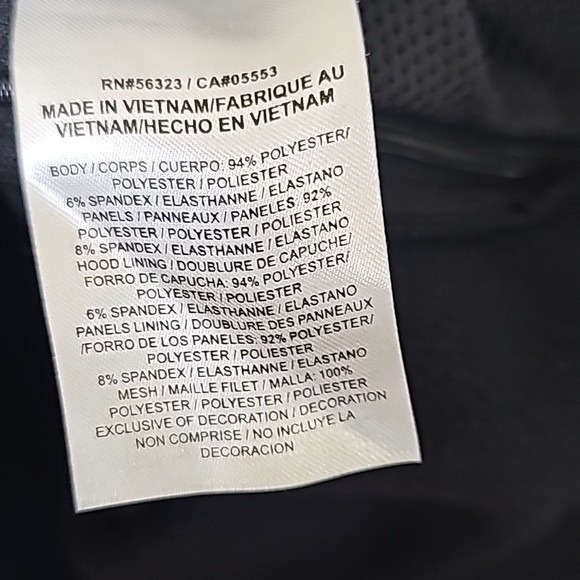 RN#56323 / CA#05553
MADE IN VIETNAM/FABRIQUE AU
VIETNAM/HECHO EN VIETNAM
BODY / CORPS / CUERPO: 94% POLYESTER/
POLYESTER / POLIESTER
6% SPANDEX / ELASTHANNE / ELASTANO
PANELS / PANNEAUX / PANELES: 92%
POLYESTER / POLYESTER / POLIESTER
8% SPANDEX / ELASTHANNE / ELASTANO
HOOD LINING / DOUBLURE DE CAPUCHE/
FORRO DE CAPUCHA: 94% POLYESTER/
POLYESTER / POLIESTER
6% SPANDEX / ELASTHANNE / ELASTANO
PANELS LINING / DOUBLURE DES PANNEAUX
/FORRO DE LOS PANELES: 92% POLYESTER/
POLYESTER / POLIESTER
8% SPANDEX / ELASTHANNE / ELASTANO
MESH / MAILLE FILET / MALLA: 100%
POLYESTER / POLYESTER / POLIESTER
EXCLUSIVE OF DECORATION / DECORATION
NON COMPRISE / NO INCLUYE LA
DECORACION